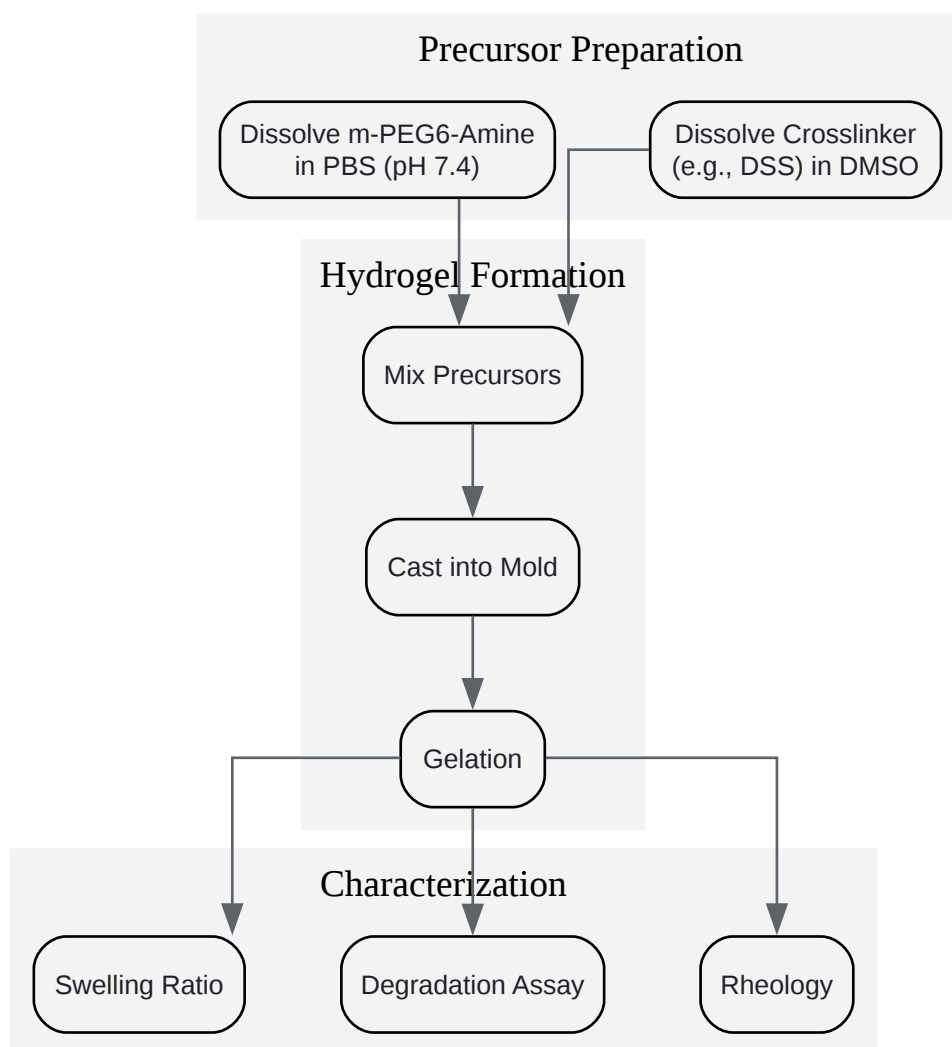 Precursor Preparation
Dissolve m-PEG6-Amine
in PBS (pH 7.4)
Dissolve Crosslinker
(e.g., DSS) in DMSO
Hydrogel Formation
Mix Precursors
Cast into Mold
Gelation
Characterization
Swelling Ratio
Degradation Assay
Rheology